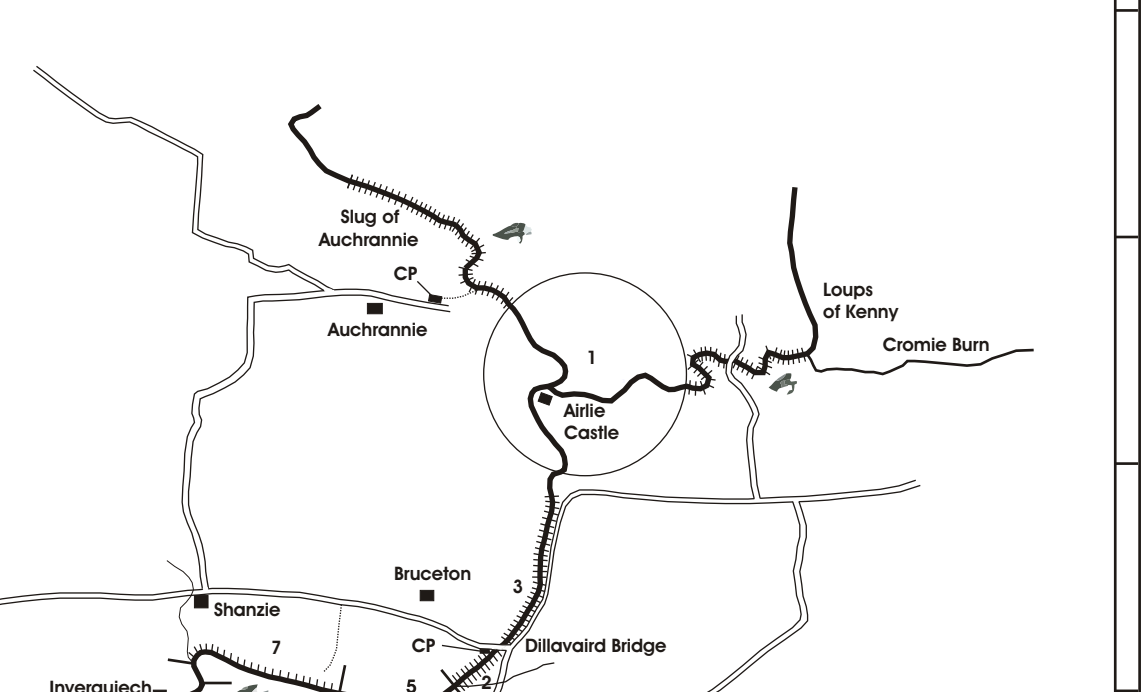 Slug of
Auchrannie
CP
Auchrannie
Loups
of Kenny
Cromie Burn
1
Airlie
Castle
Bruceton
3
Shanzie
CP
Dillavaird Bridge
7
5
2
Inverquiech